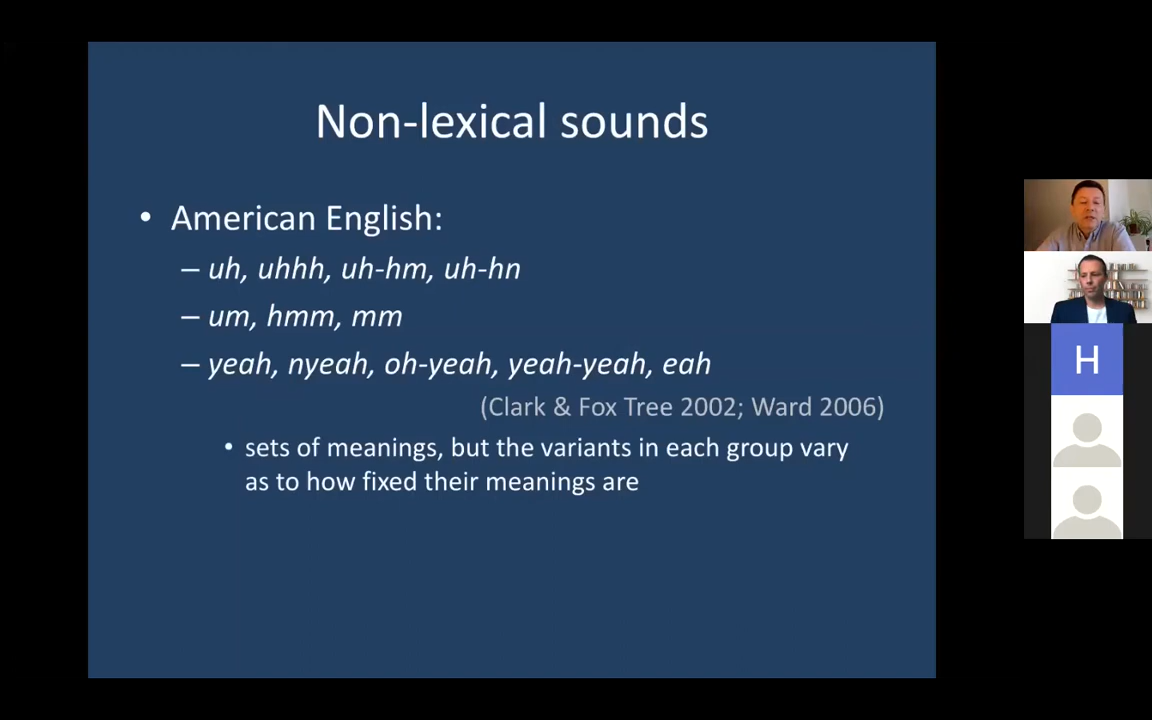 Non-lexical sounds
• American English:
– uh, uhhh, uh-hm, uh-hn
– um, hmm, mm
– yeah, nyeah, oh-yeah, yeah-yeah, eah
(Clark & Fox Tree 2002; Ward 2006)
• sets of meanings, but the variants in each group vary
as to how fixed their meanings are
H